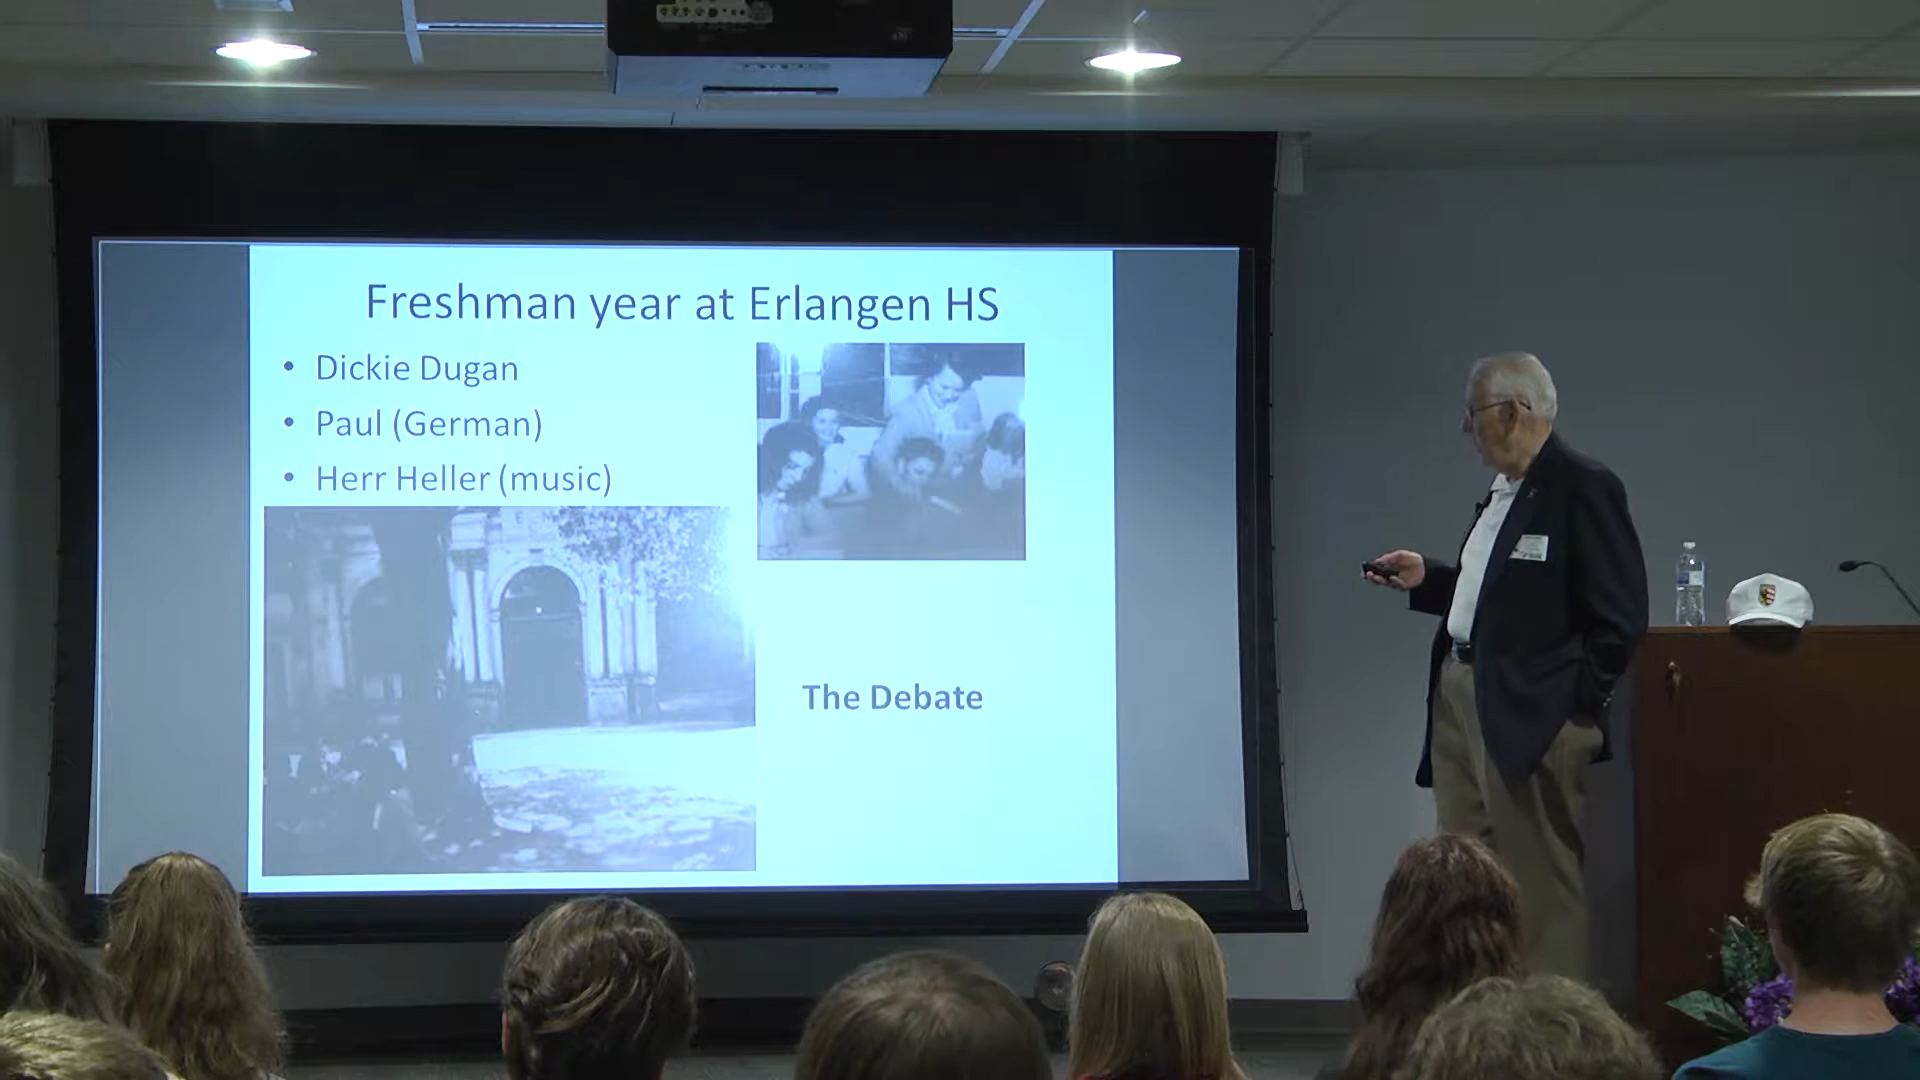 Freshman year at Erlangen HS
• Dickie Dugan
• Paul (German)
• Herr Heller (music)
The Debate